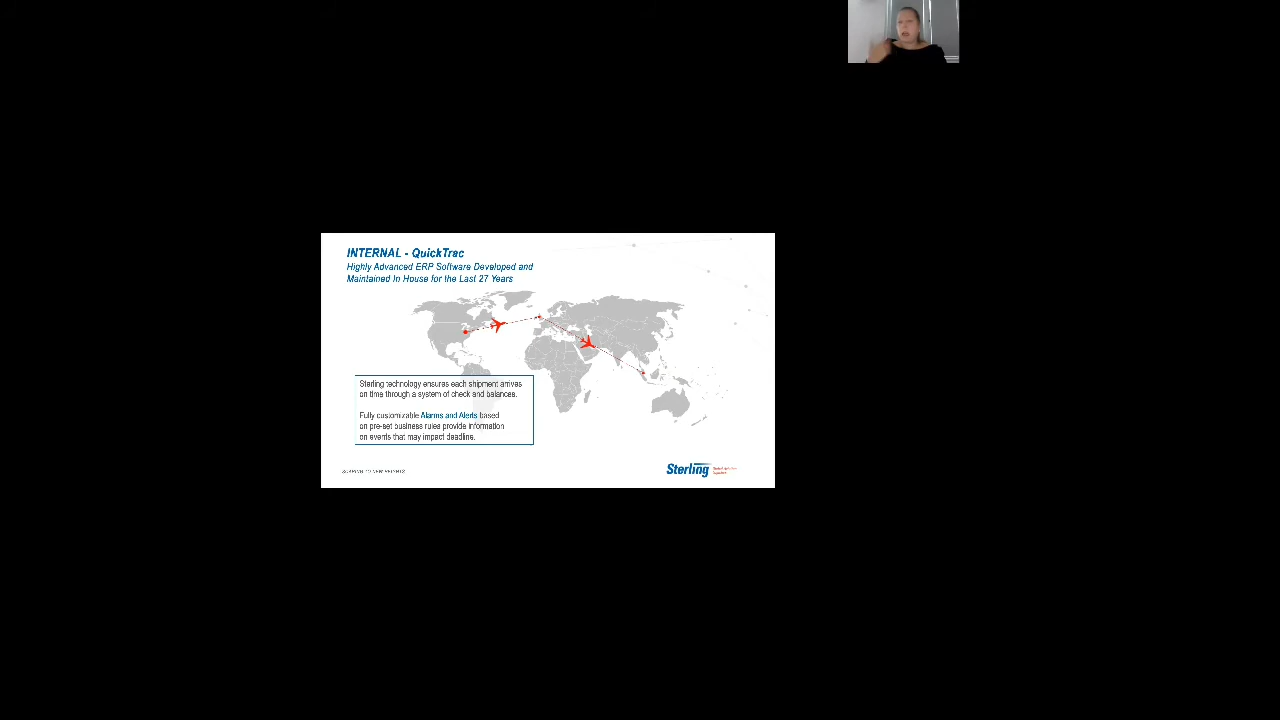 INTERNAL - QuickTrac
Highly Advanced ERP Software Developed and
Maintained In House for the Last 27 Years
Sterling technology ensures each shipment arrives
on time through a system of check and balances.
Fully customizable Alarms and Alerts based
on pre-set business rules provide information
on events that may impact deadline.
Sterling